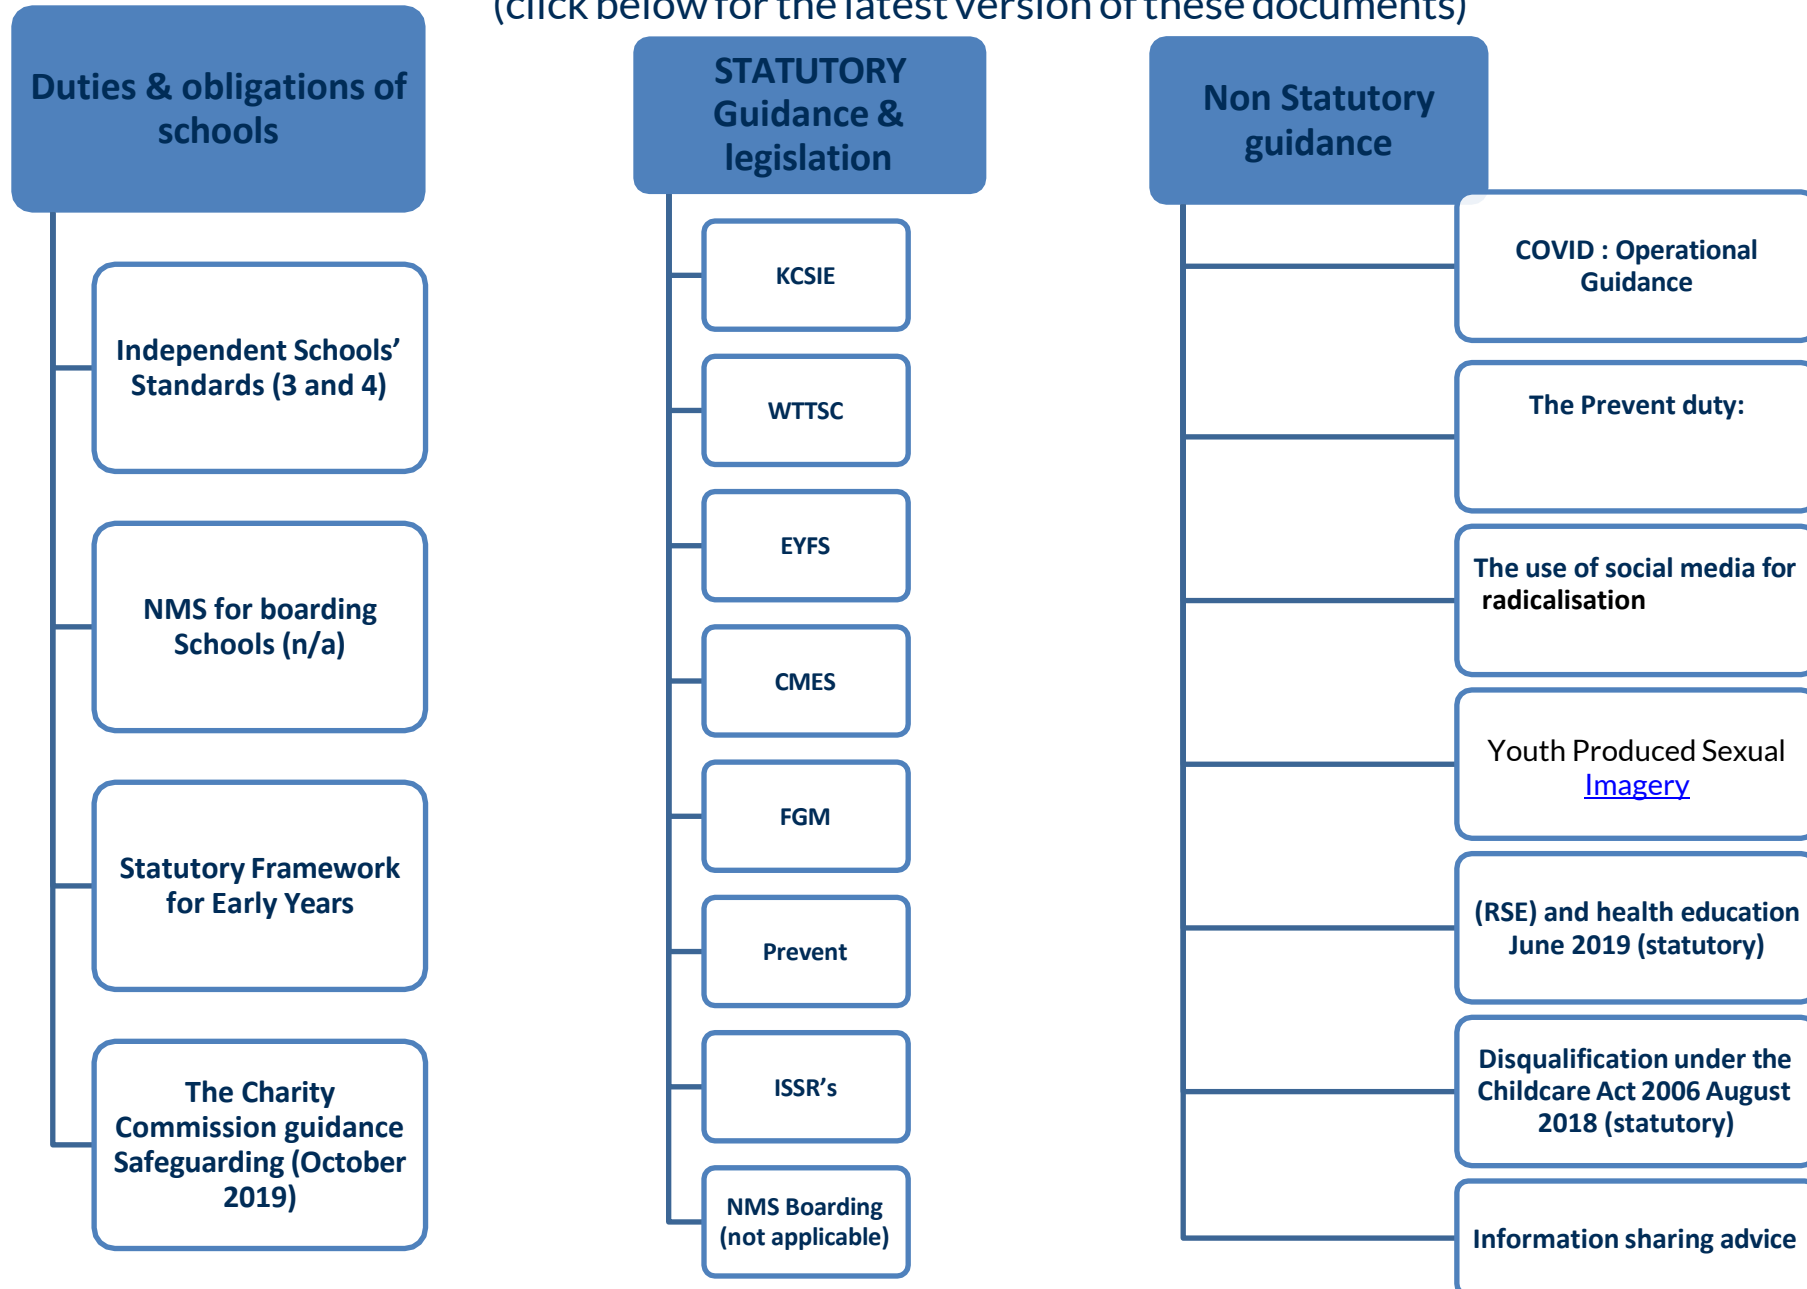 (click below for the latest version of these documents)
Duties & obligations of
schools
Independent Schools’
Standards (3 and 4)
NMS for boarding
Schools (n/a)
Statutory Framework
for Early Years
The Charity
Commission guidance
Safeguarding (October
2019)
STATUTORY
Guidance &
legislation
KCSIE
WTTSC
EYFS
CMES
FGM
Prevent
ISSR’s
NMS Boarding
(not applicable)
Non Statutory
guidance
COVID : Operational
Guidance
The Prevent duty:
The use of social media for
radicalisation
Youth Produced Sexual
Imagery
(RSE) and health education
June 2019 (statutory)
Disqualification under the
Childcare Act 2006 August
2018 (statutory)
Information sharing advice